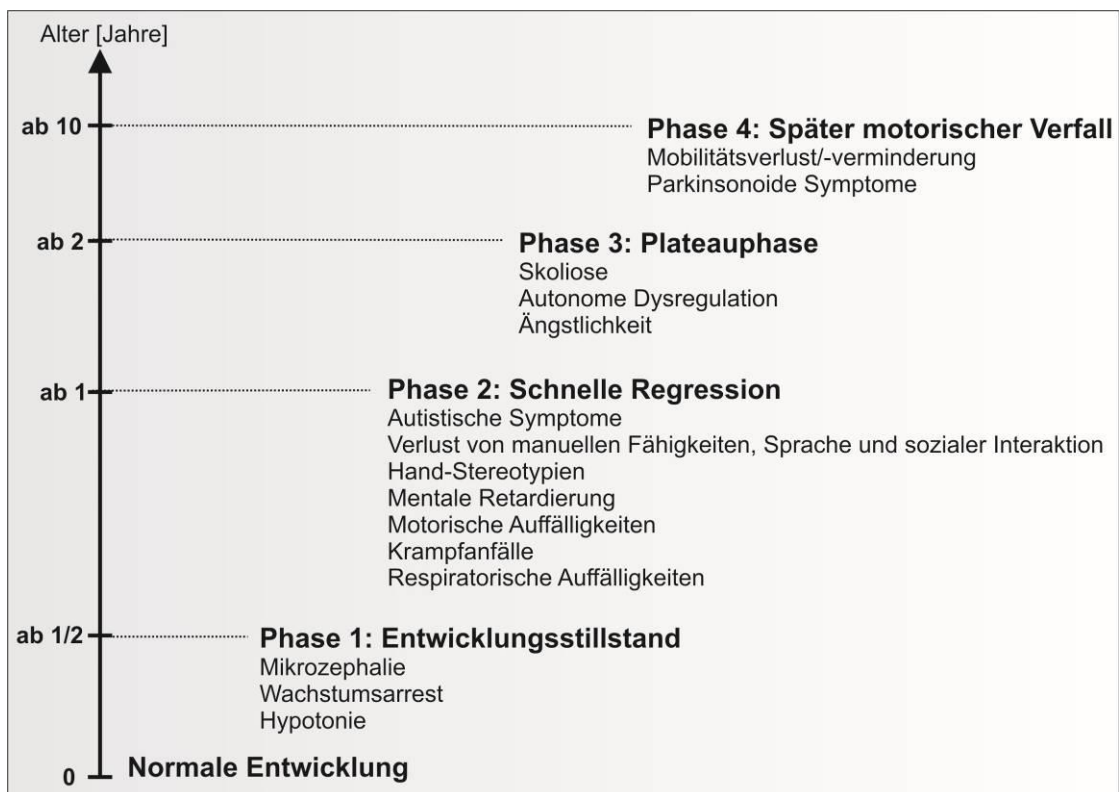 Alter [Jahre]
ab 10
Phase 4: Später motorischer Verfall
Mobilitätsverlust/-verminderung
Parkinsonoide Symptome
ab 2
Phase 3: Plateauphase
Skoliose
Autonome Dysregulation
Ängstlichkeit
ab 1
Phase 2: Schnelle Regression
Autistische Symptome
Verlust von manuellen Fähigkeiten, Sprache und sozialer Interaktion
Hand-Stereotypien
Mentale Retardierung
Motorische Auffälligkeiten
Krampfanfälle
Respiratorische Auffälligkeiten
ab 1/2
Phase 1: Entwicklungsstillstand
Mikrozephalie
Wachstumsarrest
Hypotonie
0
Normale Entwicklung